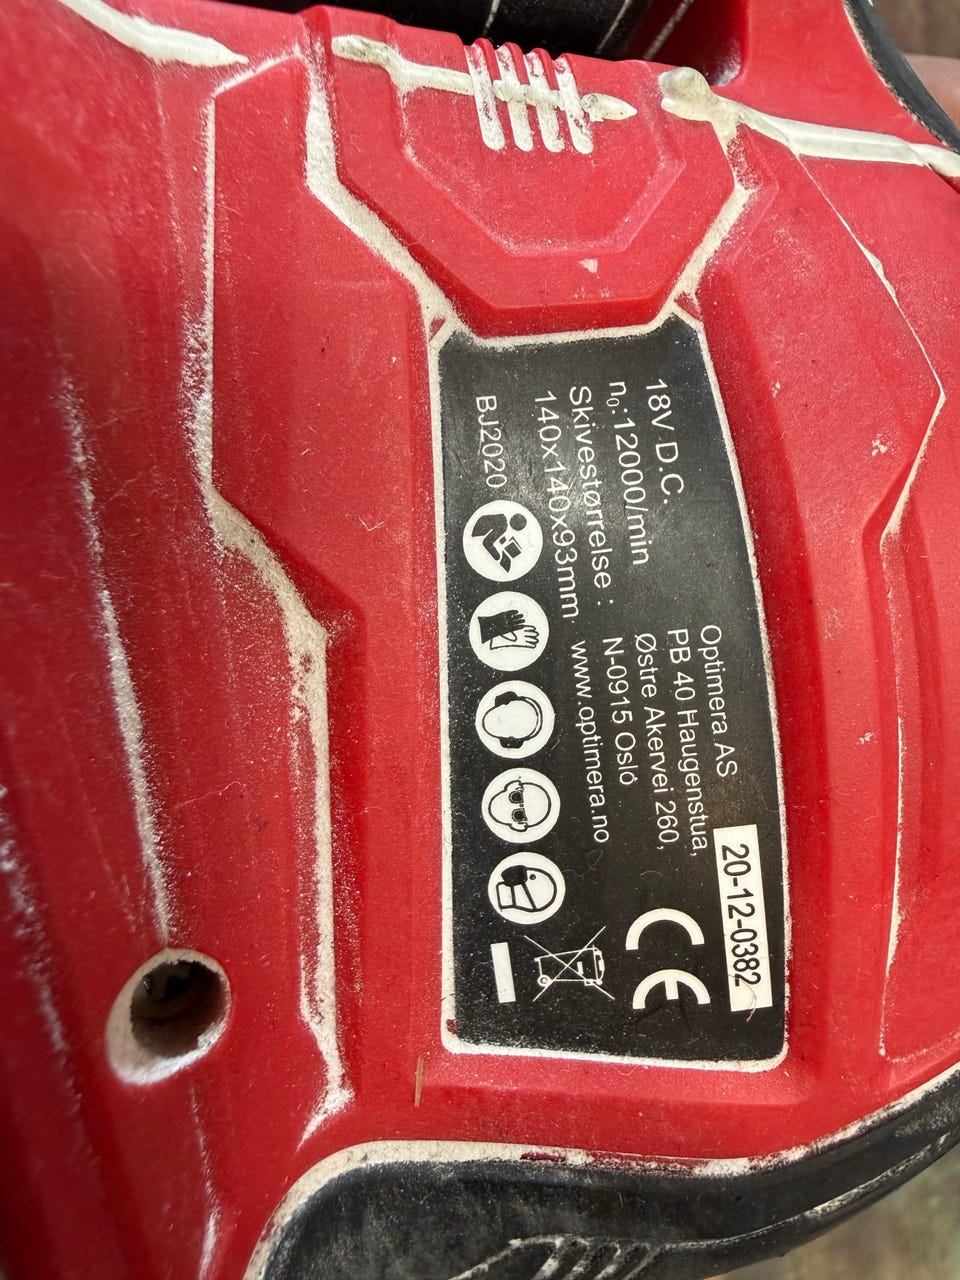 18V D.C.
n₀:12000/min
Skivestørrelse :
140x140x93mm
BJ2020
Optimera AS
PB 40 Haugenstua,
Østre Akervei 260,
N-0915 Oslo
www.optimera.no
20-12-0382
CE